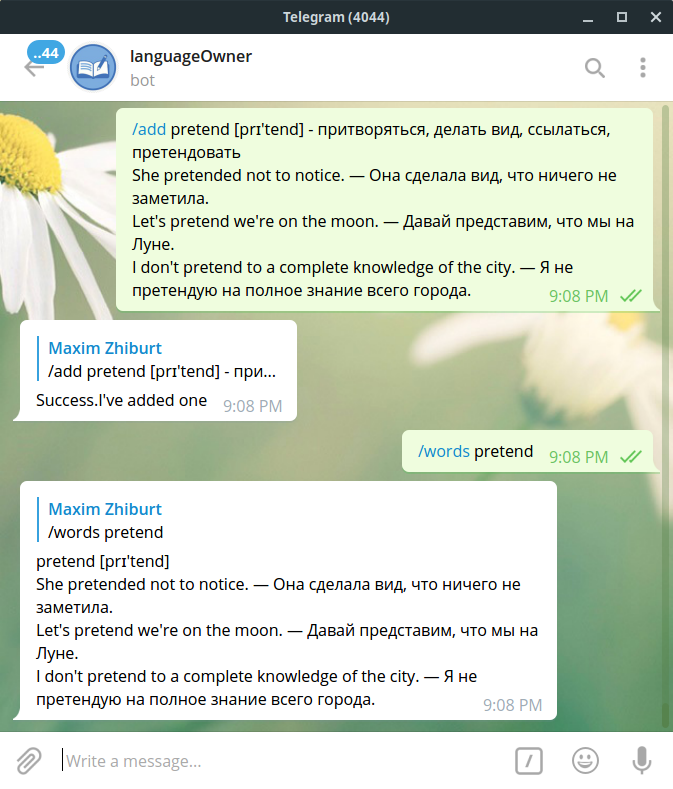 Telegram (4044)
..44
languageOwner
bot
/add pretend [prɪ'tend] - притворяться, делать вид, ссылаться,
претендовать
She pretended not to notice. — Она сделала вид, что ничего не
заметила.
Let's pretend we're on the moon. — Давай представим, что мы на
Луне.
I don't pretend to a complete knowledge of the city. — Я не
претендую на полное знание всего города.
9:08 PM
Maxim Zhiburt
/add pretend [prɪ'tend] - при...
Success.I've added one
9:08 PM
/words pretend
9:08 PM
Maxim Zhiburt
/words pretend
pretend [prɪ'tend]
She pretended not to notice. — Она сделала вид, что ничего не
заметила.
Let's pretend we're on the moon. — Давай представим, что мы на
Луне.
I don't pretend to a complete knowledge of the city. — Я не
претендую на полное знание всего города.
9:08 PM
Write a message...